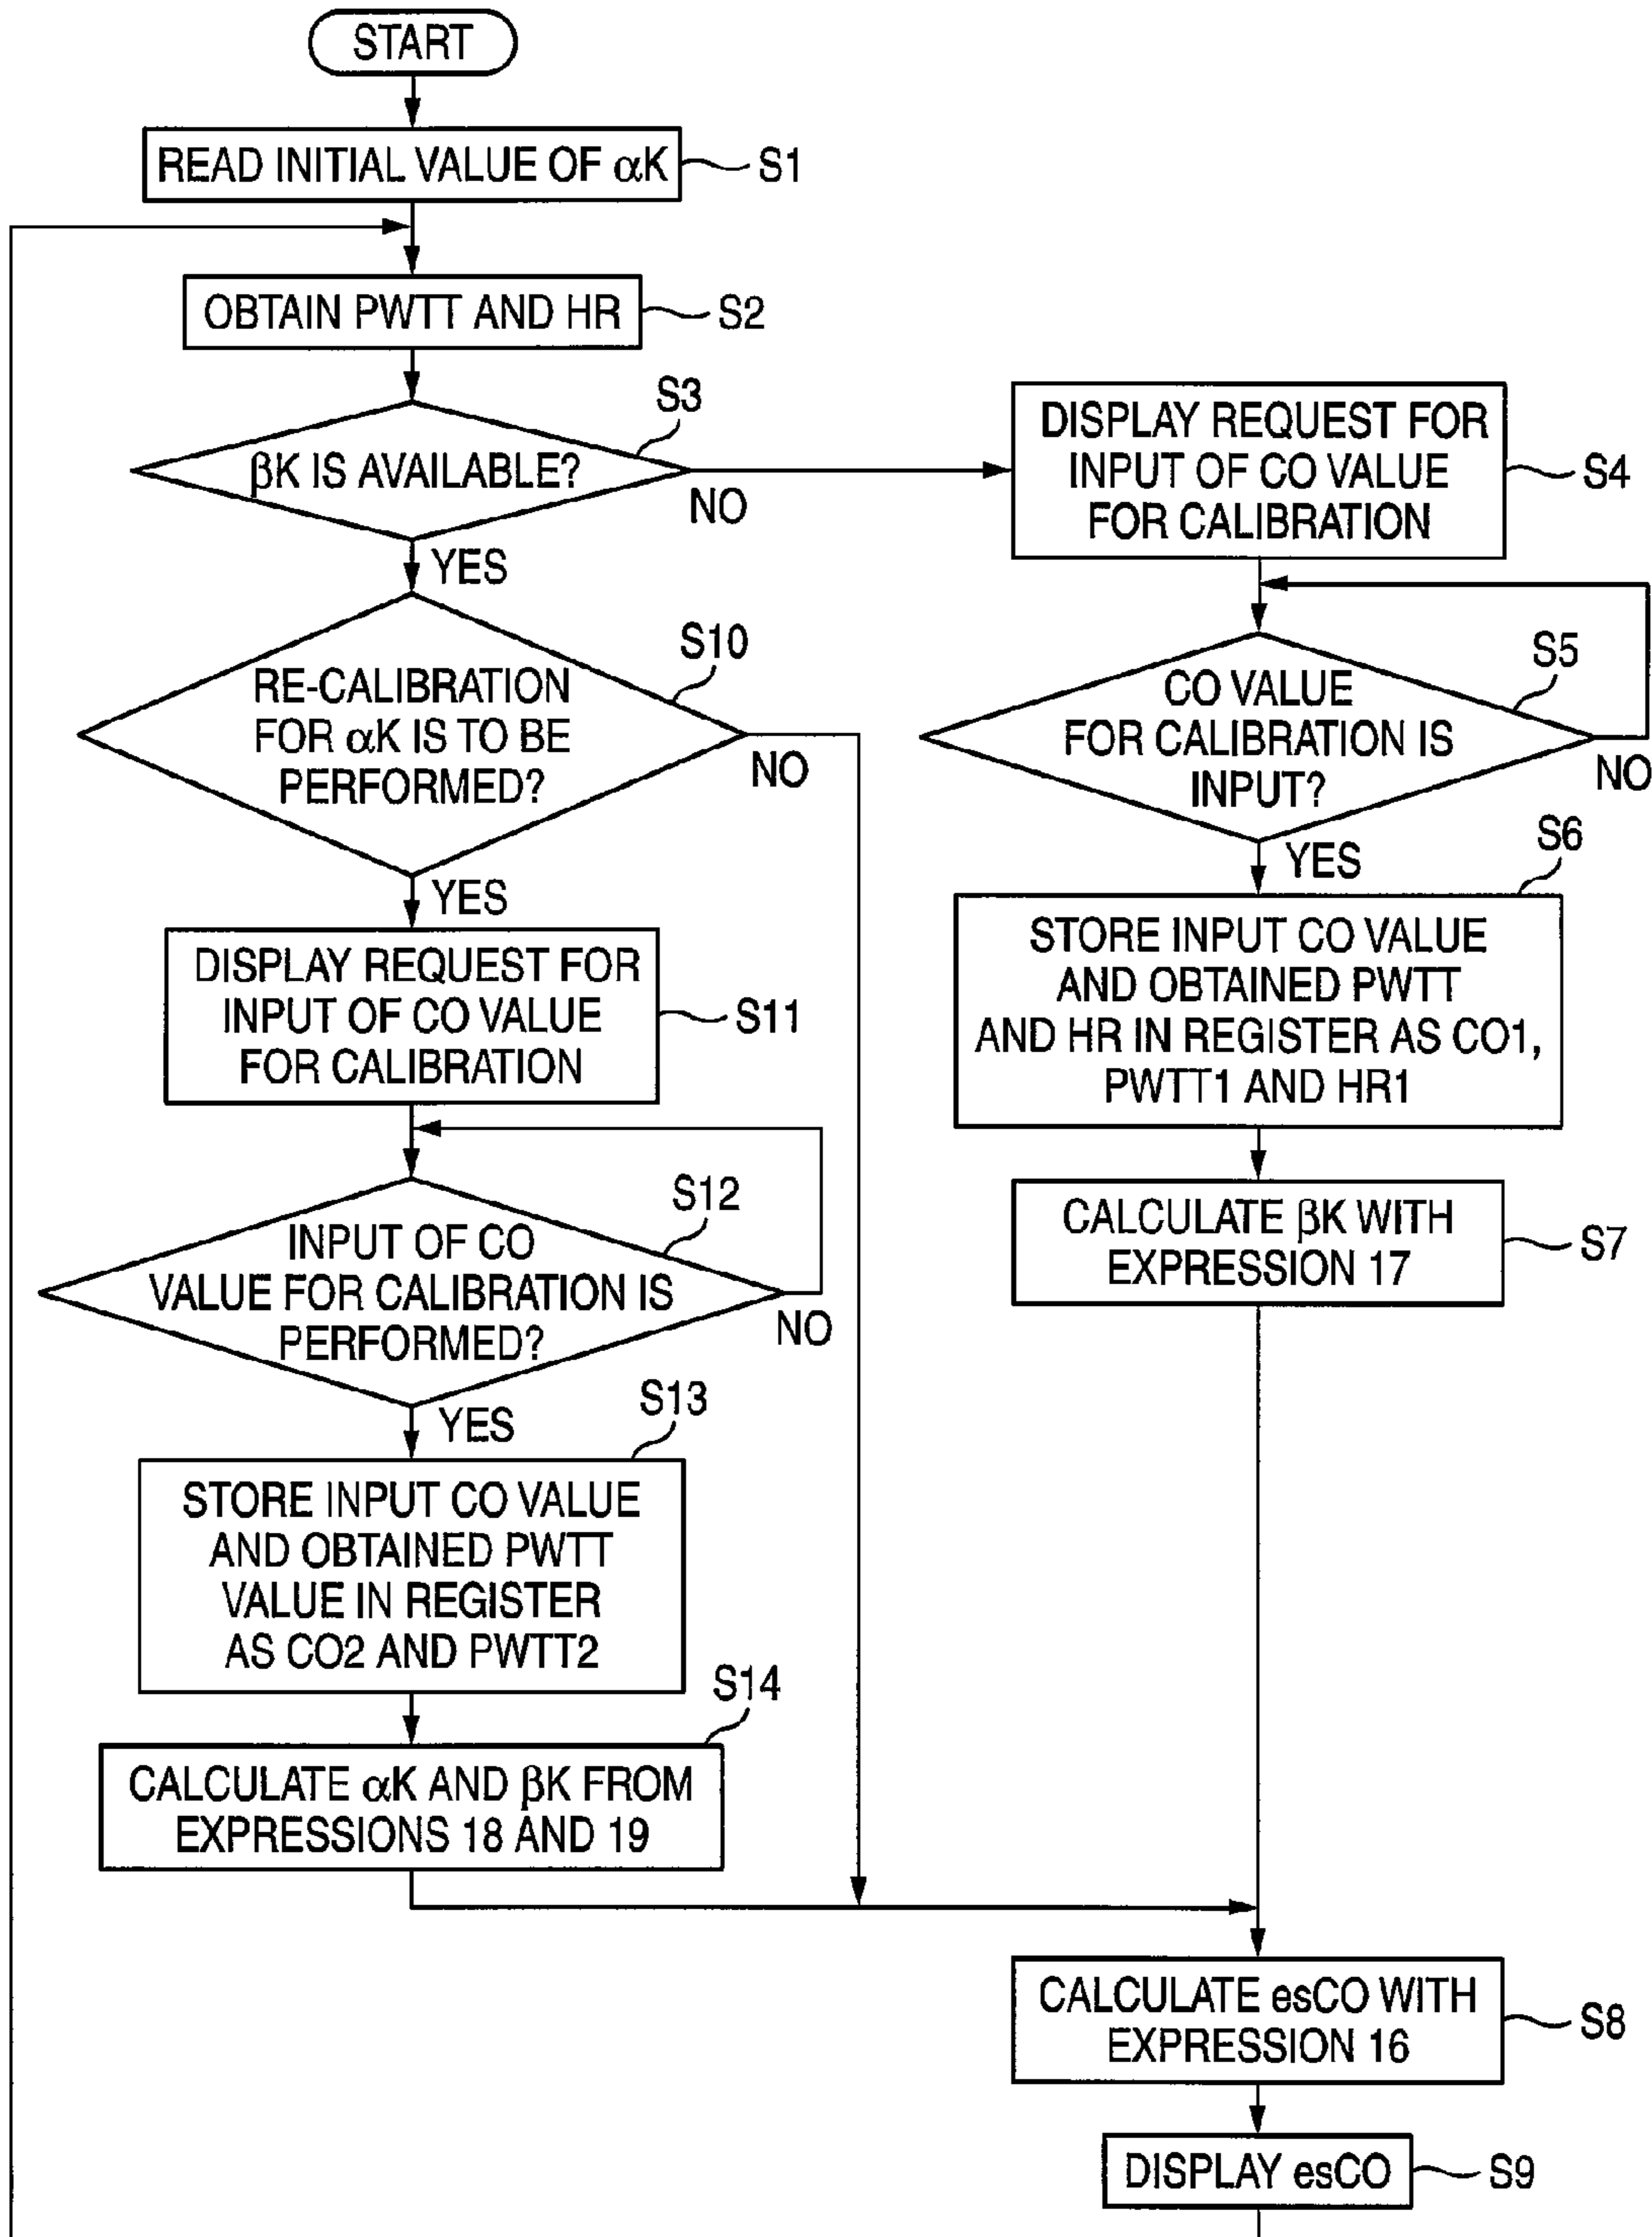 START
READ INITIAL VALUE OF αK
S1
OBTAIN PWTT AND HR
S2
βK IS AVAILABLE?
S3
NO
YES
DISPLAY REQUEST FOR
INPUT OF CO VALUE
FOR CALIBRATION
S4
CO VALUE
FOR CALIBRATION IS
INPUT?
S5
NO
YES
STORE INPUT CO VALUE
AND OBTAINED PWTT
AND HR IN REGISTER AS CO1,
PWTT1 AND HR1
S6
CALCULATE βK WITH
EXPRESSION 17
S7
RE-CALIBRATION
FOR αK IS TO BE
PERFORMED?
S10
NO
YES
DISPLAY REQUEST FOR
INPUT OF CO VALUE
FOR CALIBRATION
S11
INPUT OF CO
VALUE FOR CALIBRATION IS
PERFORMED?
S12
NO
YES
STORE INPUT CO VALUE
AND OBTAINED PWTT
VALUE IN REGISTER
AS CO2 AND PWTT2
S13
CALCULATE αK AND βK FROM
EXPRESSIONS 18 AND 19
S14
CALCULATE esCO WITH
EXPRESSION 16
S8
DISPLAY esCO
S9